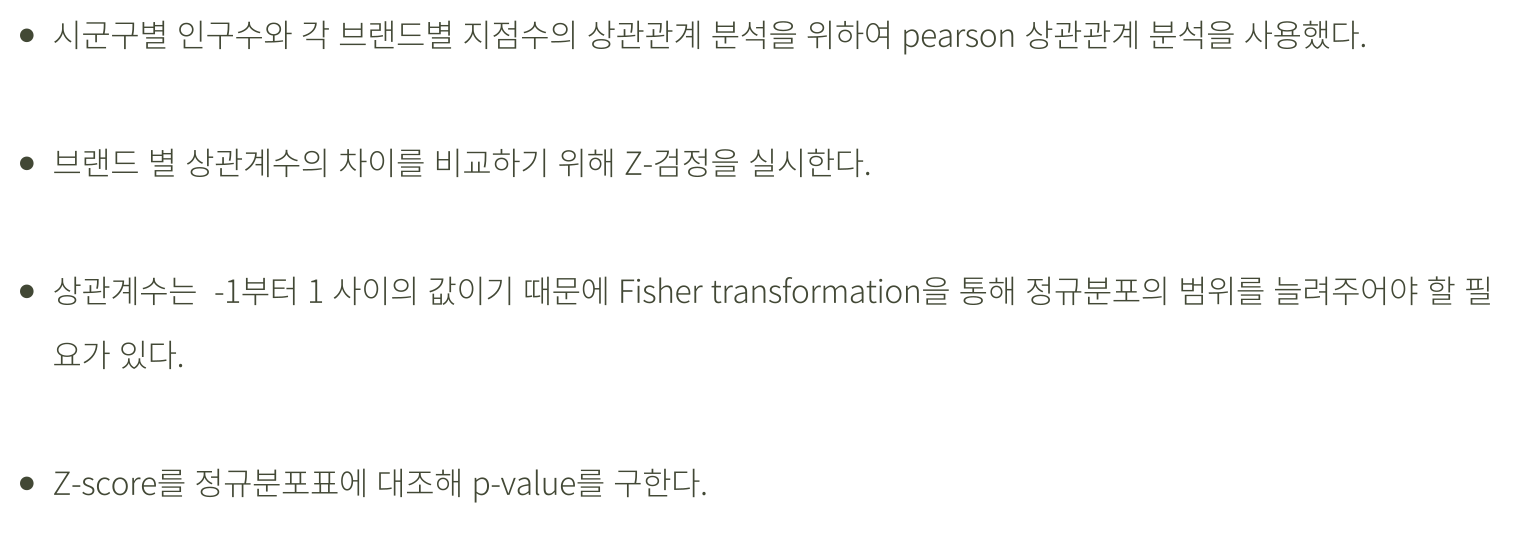 ● 시군구별 인구수와 각 브랜드별 지점수의 상관관계 분석을 위하여 pearson 상관관계 분석을 사용했다.
● 브랜드 별 상관계수의 차이를 비교하기 위해 Z-검정을 실시한다.
● 상관계수는  -1부터 1 사이의 값이기 때문에 Fisher transformation을 통해 정규분포의 범위를 늘려주어야 할 필
요가 있다.
● Z-score를 정규분포표에 대조해 p-value를 구한다.